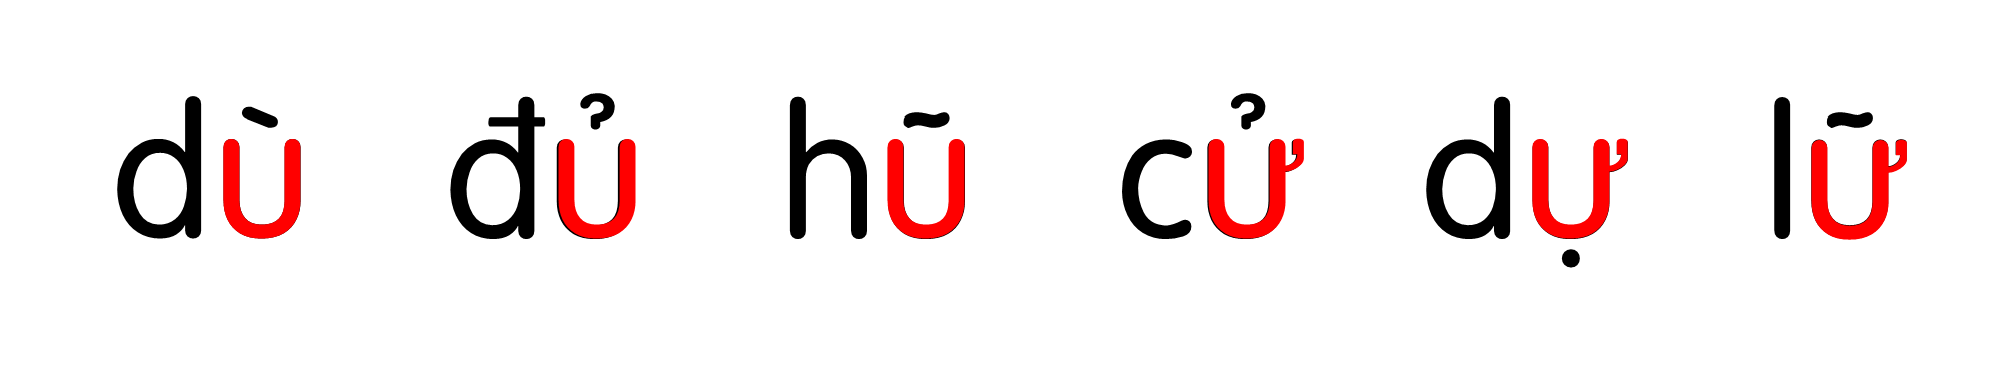 dù đủ hũ cử dự lữ